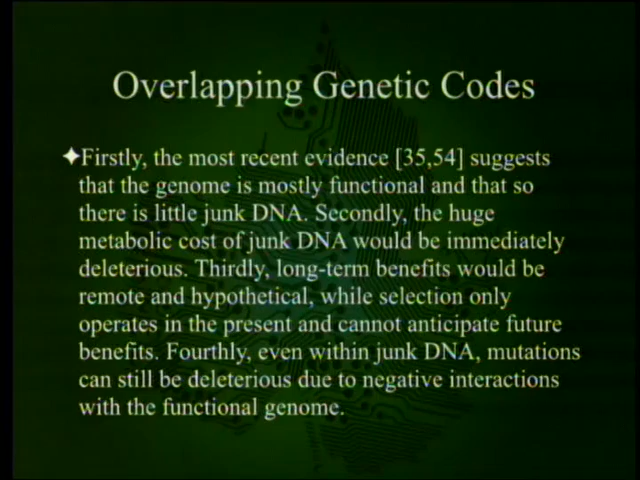 Overlapping Genetic Codes
✦Firstly, the most recent evidence [35,54] suggests
that the genome is mostly functional and that so
there is little junk DNA. Secondly, the huge
metabolic cost of junk DNA would be immediately
deleterious. Thirdly, long-term benefits would be
remote and hypothetical, while selection only
operates in the present and cannot anticipate future
benefits. Fourthly, even within junk DNA, mutations
can still be deleterious due to negative interactions
with the functional genome.